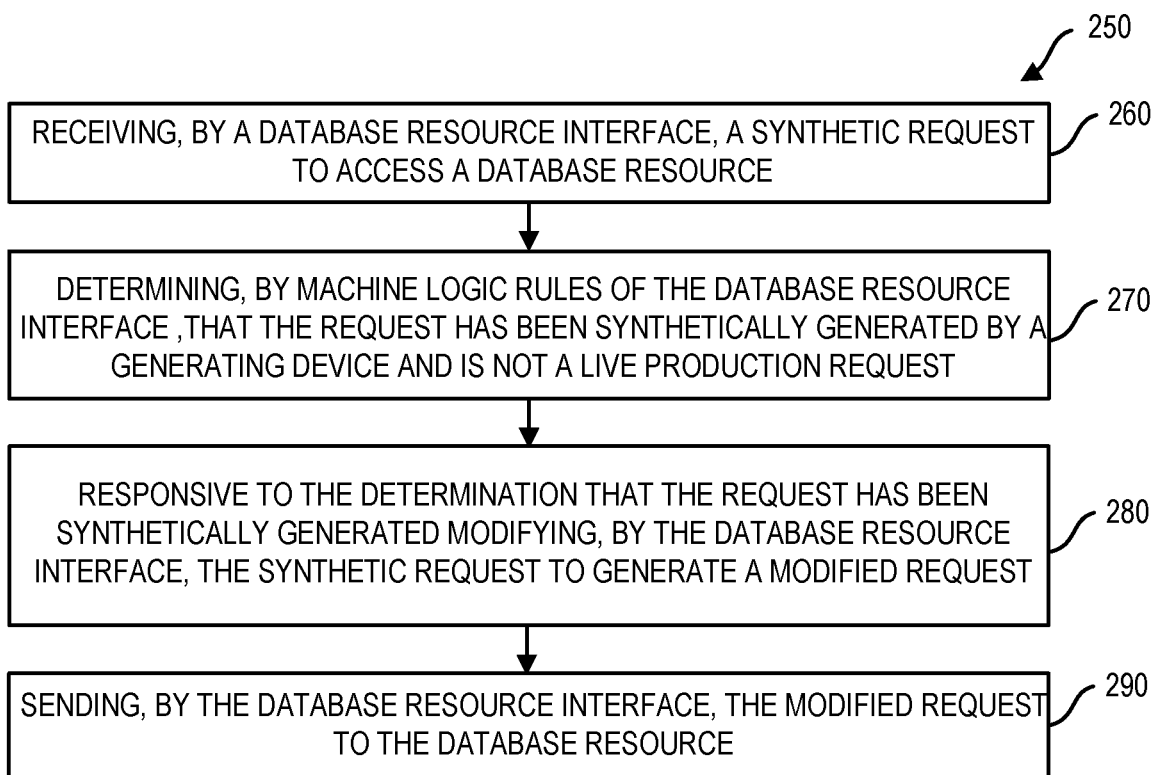 250
RECEIVING, BY A DATABASE RESOURCE INTERFACE, A SYNTHETIC REQUEST
TO ACCESS A DATABASE RESOURCE
260
DETERMINING, BY MACHINE LOGIC RULES OF THE DATABASE RESOURCE
INTERFACE ,THAT THE REQUEST HAS BEEN SYNTHETICALLY GENERATED BY A
GENERATING DEVICE AND IS NOT A LIVE PRODUCTION REQUEST
270
RESPONSIVE TO THE DETERMINATION THAT THE REQUEST HAS BEEN
SYNTHETICALLY GENERATED MODIFYING, BY THE DATABASE RESOURCE
INTERFACE, THE SYNTHETIC REQUEST TO GENERATE A MODIFIED REQUEST
280
SENDING, BY THE DATABASE RESOURCE INTERFACE, THE MODIFIED REQUEST
TO THE DATABASE RESOURCE
290